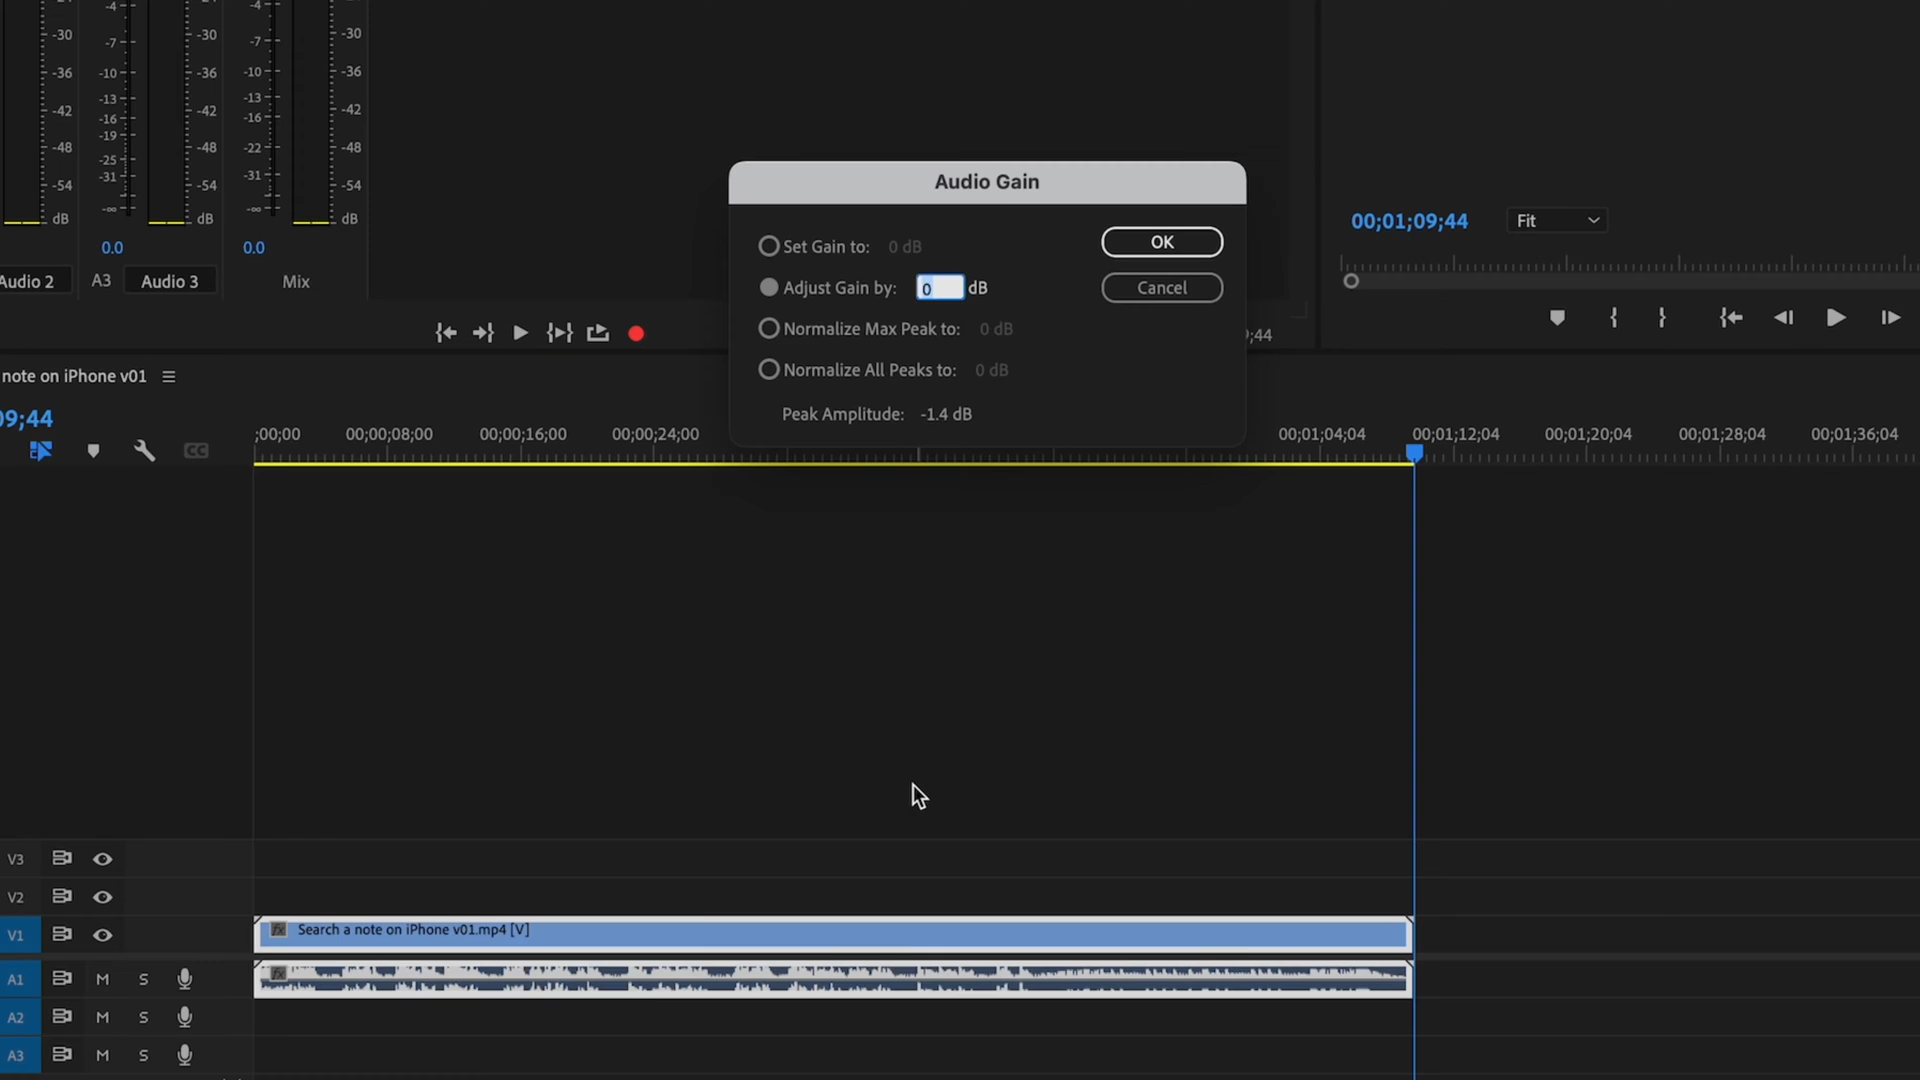 -4 -30 -4 -30 -4 -30
-7 -7
-36 -10 -36 -10 -36
-13 -13
-42 -16 -42 -16 -42
-19
-48 -48 -22 -48
-25
-54 -31 -54 -31 -54
dB -∞ dB -∞ dB
0.0 0.0
Audio 2 A3 Audio 3 Mix
Audio Gain
Set Gain to: 0 dB
OK
Adjust Gain by: 0 dB
Cancel
Normalize Max Peak to: 0 dB
Normalize All Peaks to: 0 dB
Peak Amplitude: -1.4 dB
;44
00;01;09;44 Fit
note on iPhone v01
09;44
;00;00 00;00;08;00 00;00;16;00 00;00;24;00 00;01;04;04 00;01;12;04 00;01;20;04 00;01;28;04 00;01;36;04
CC
V3
V2
V1 fx Search a note on iPhone v01.mp4 [V]
A1 M S fx
A2 M S
A3 M S